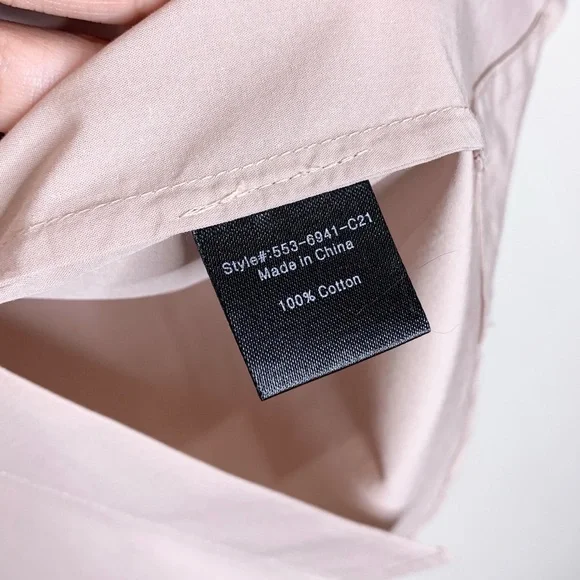 Style#:553-6941-C21
Made in China
100% Cotton